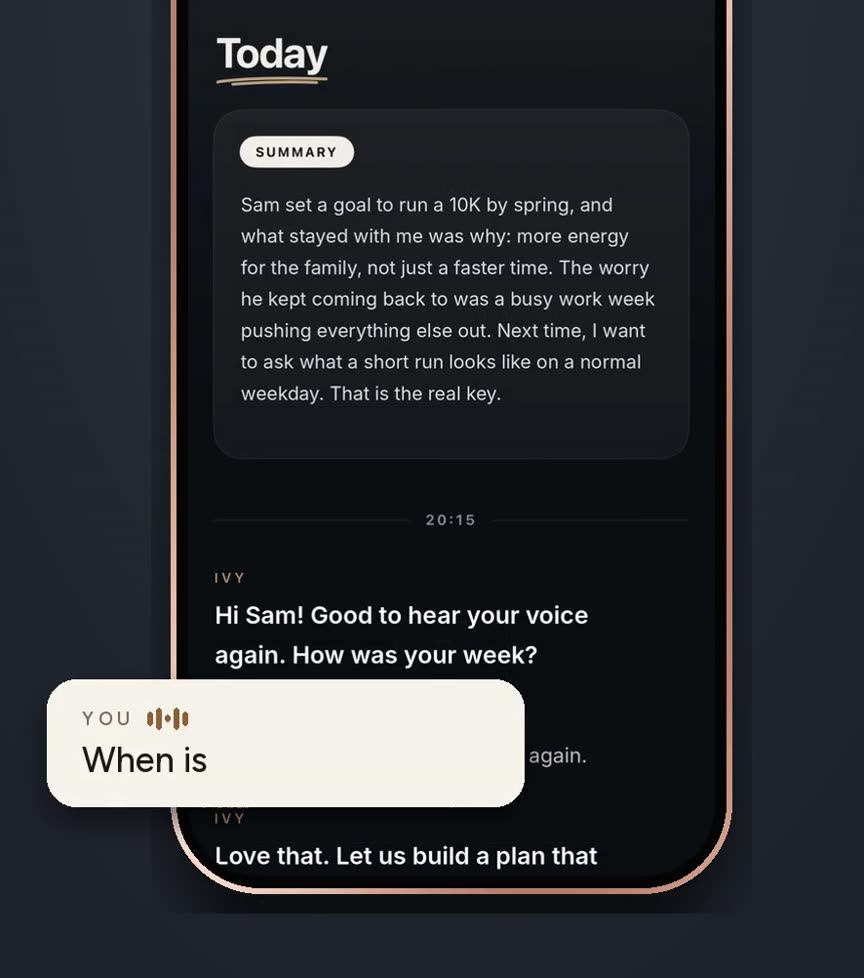 Today
SUMMARY
Sam set a goal to run a 10K by spring, and
what stayed with me was why: more energy
for the family, not just a faster time. The worry
he kept coming back to was a busy work week
pushing everything else out. Next time, I want
to ask what a short run looks like on a normal
weekday. That is the real key.
20:15
IVY
Hi Sam! Good to hear your voice
again. How was your week?
YOU
When is
again.
IVY
Love that. Let us build a plan that